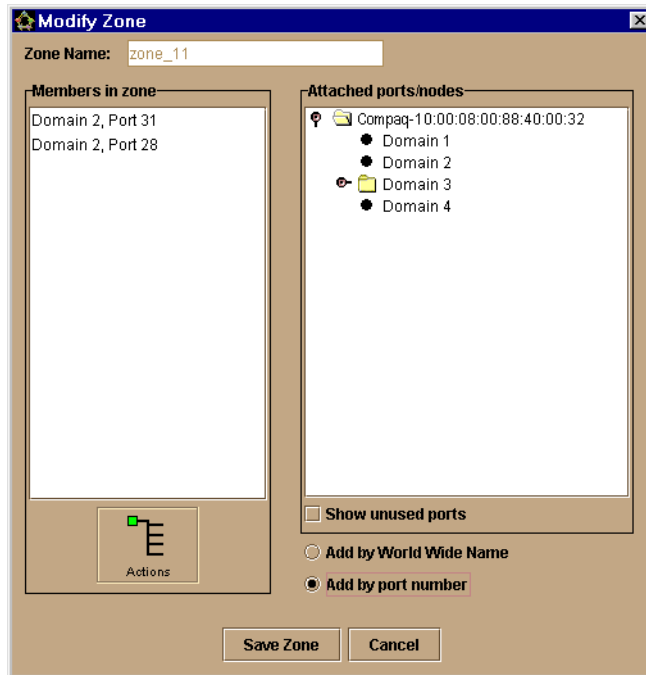 Modify Zone
Zone Name: zone_11
Members in zone
Domain 2, Port 31
Domain 2, Port 28
Actions
Attached ports/nodes
Compaq-10:00:08:00:88:40:00:32
Domain 1
Domain 2
Domain 3
Domain 4
Show unused ports
Add by World Wide Name
Add by port number
Save Zone
Cancel